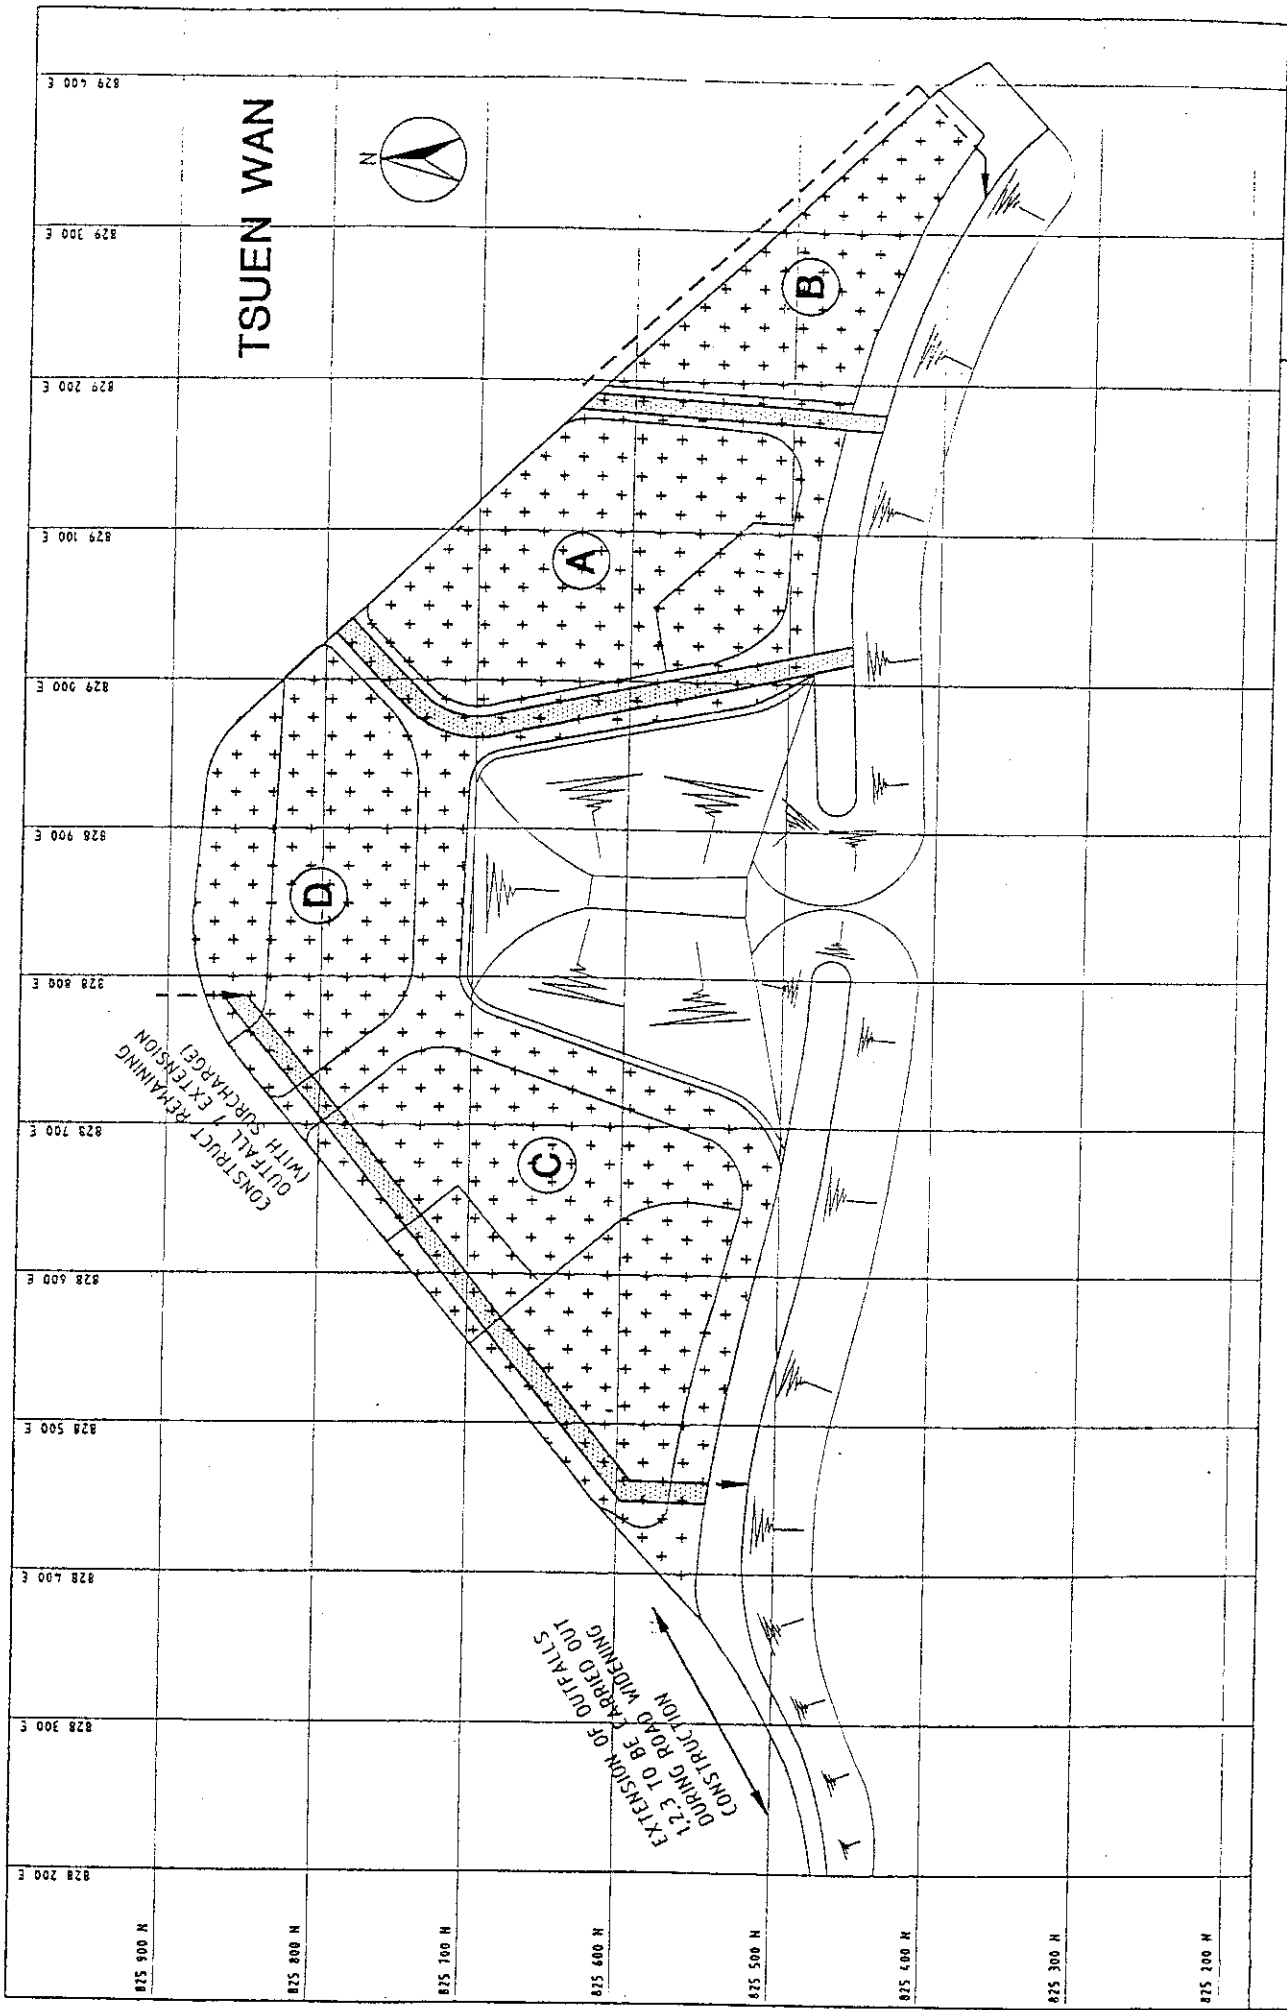 TSUEN WAN
N
829 400 E
829 300 E
829 200 E
829 100 E
829 000 E
828 900 E
828 800 E
828 700 E
828 600 E
828 500 E
828 400 E
828 300 E
828 200 E
825 900 N
825 800 N
825 700 N
825 600 N
825 500 N
825 400 N
825 300 N
825 200 N
A
B
C
D
CONSTRUCT REMAINING
OUTFALL 7 EXTENSION
(WITH SURCHARGE)
EXTENSION OF OUTFALLS
1,2,3 TO BE CARRIED OUT
DURING ROAD WIDENING
CONSTRUCTION